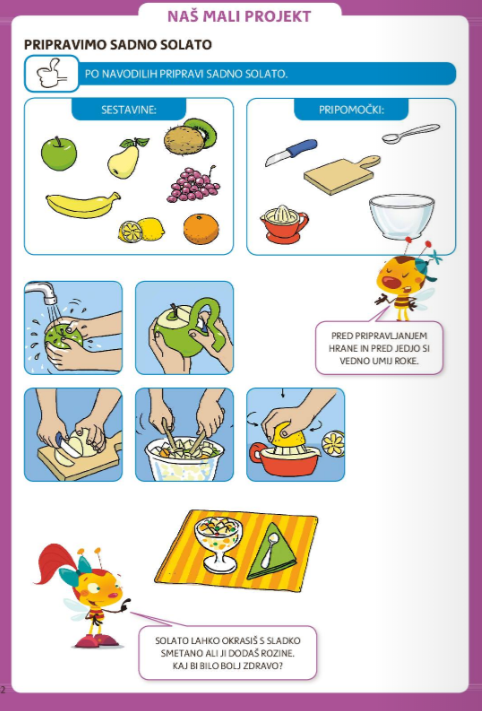 NAŠ MALI PROJEKT
PRIPRAVIMO SADNO SOLATO
PO NAVODILIH PRIPRAVI SADNO SOLATO.
SESTAVINE:
PRIPOMOČKI:
PRED PRIPRAVLJANJEM
HRANE IN PRED JEDJO SI
VEDNO UMIJ ROKE.
SOLATO LAHKO OKRASIŠ S SLADKO
SMETANO ALI JI DODAŠ ROZINE.
KAJ BI BILO BOLJ ZDRAVO?
2